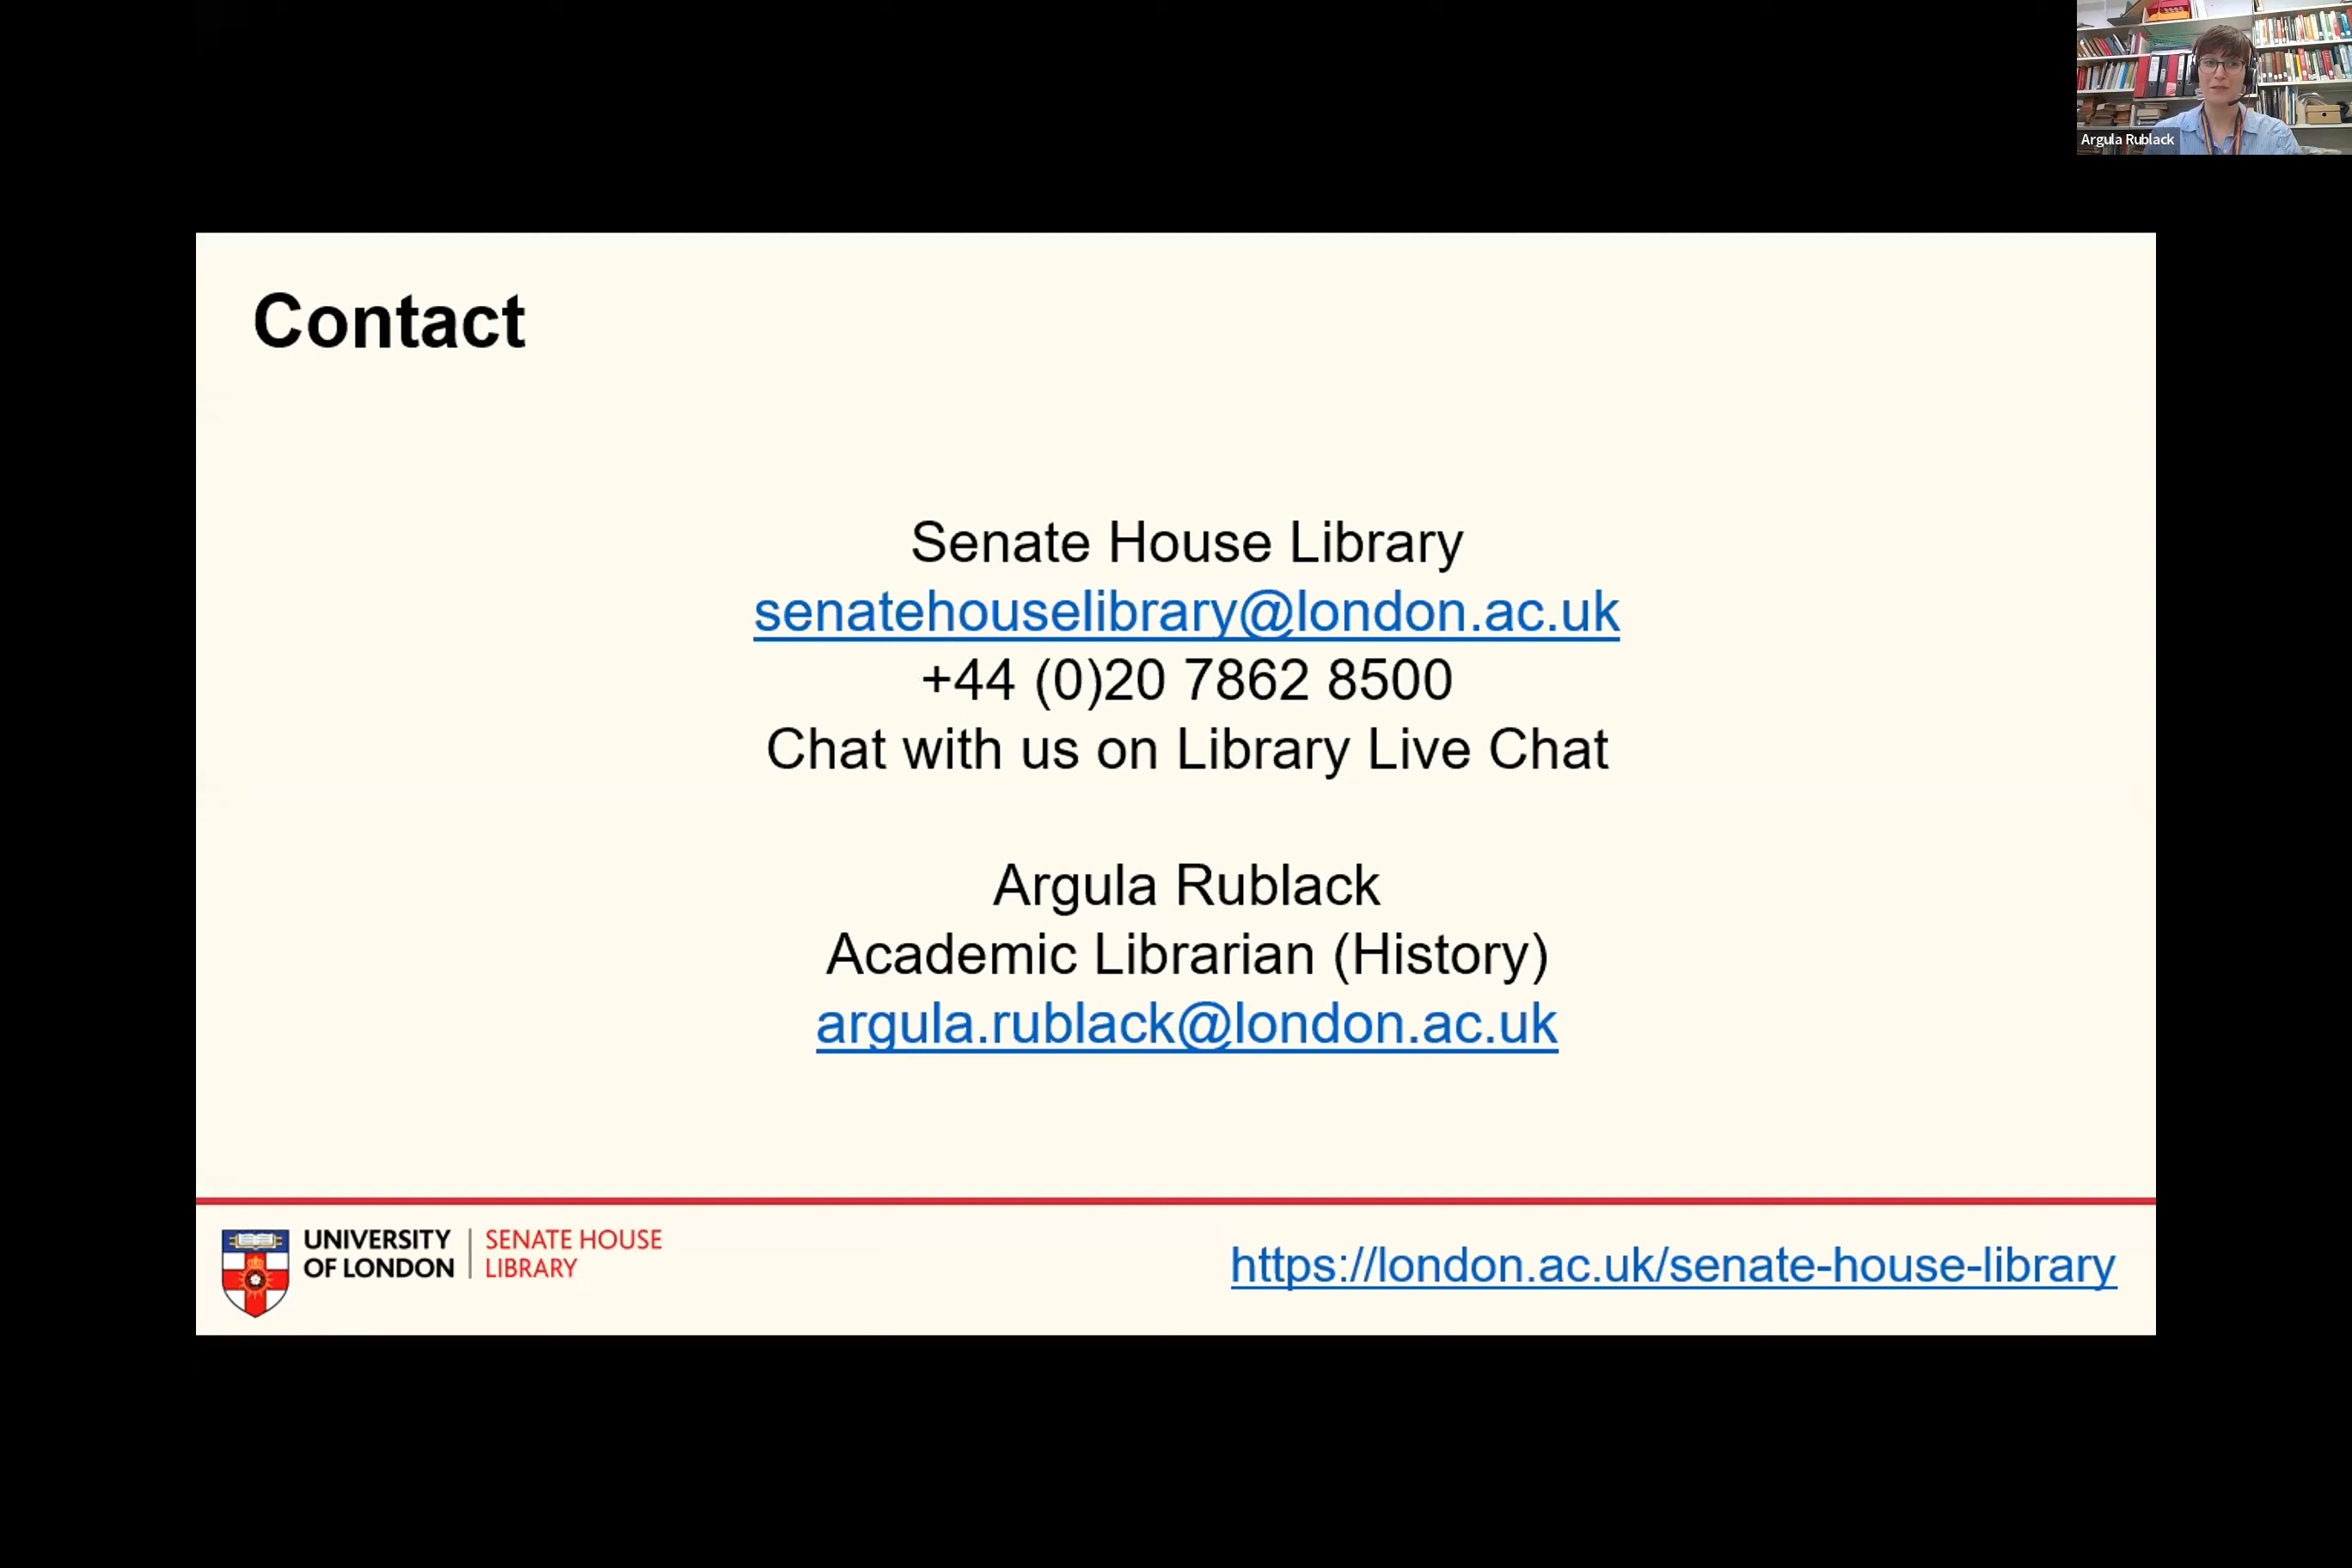 Argula Rublack
Contact
Senate House Library
senatehouselibrary@london.ac.uk
+44 (0)20 7862 8500
Chat with us on Library Live Chat
Argula Rublack
Academic Librarian (History)
argula.rublack@london.ac.uk
UNIVERSITY
OF LONDON
SENATE HOUSE
LIBRARY
https://london.ac.uk/senate-house-library